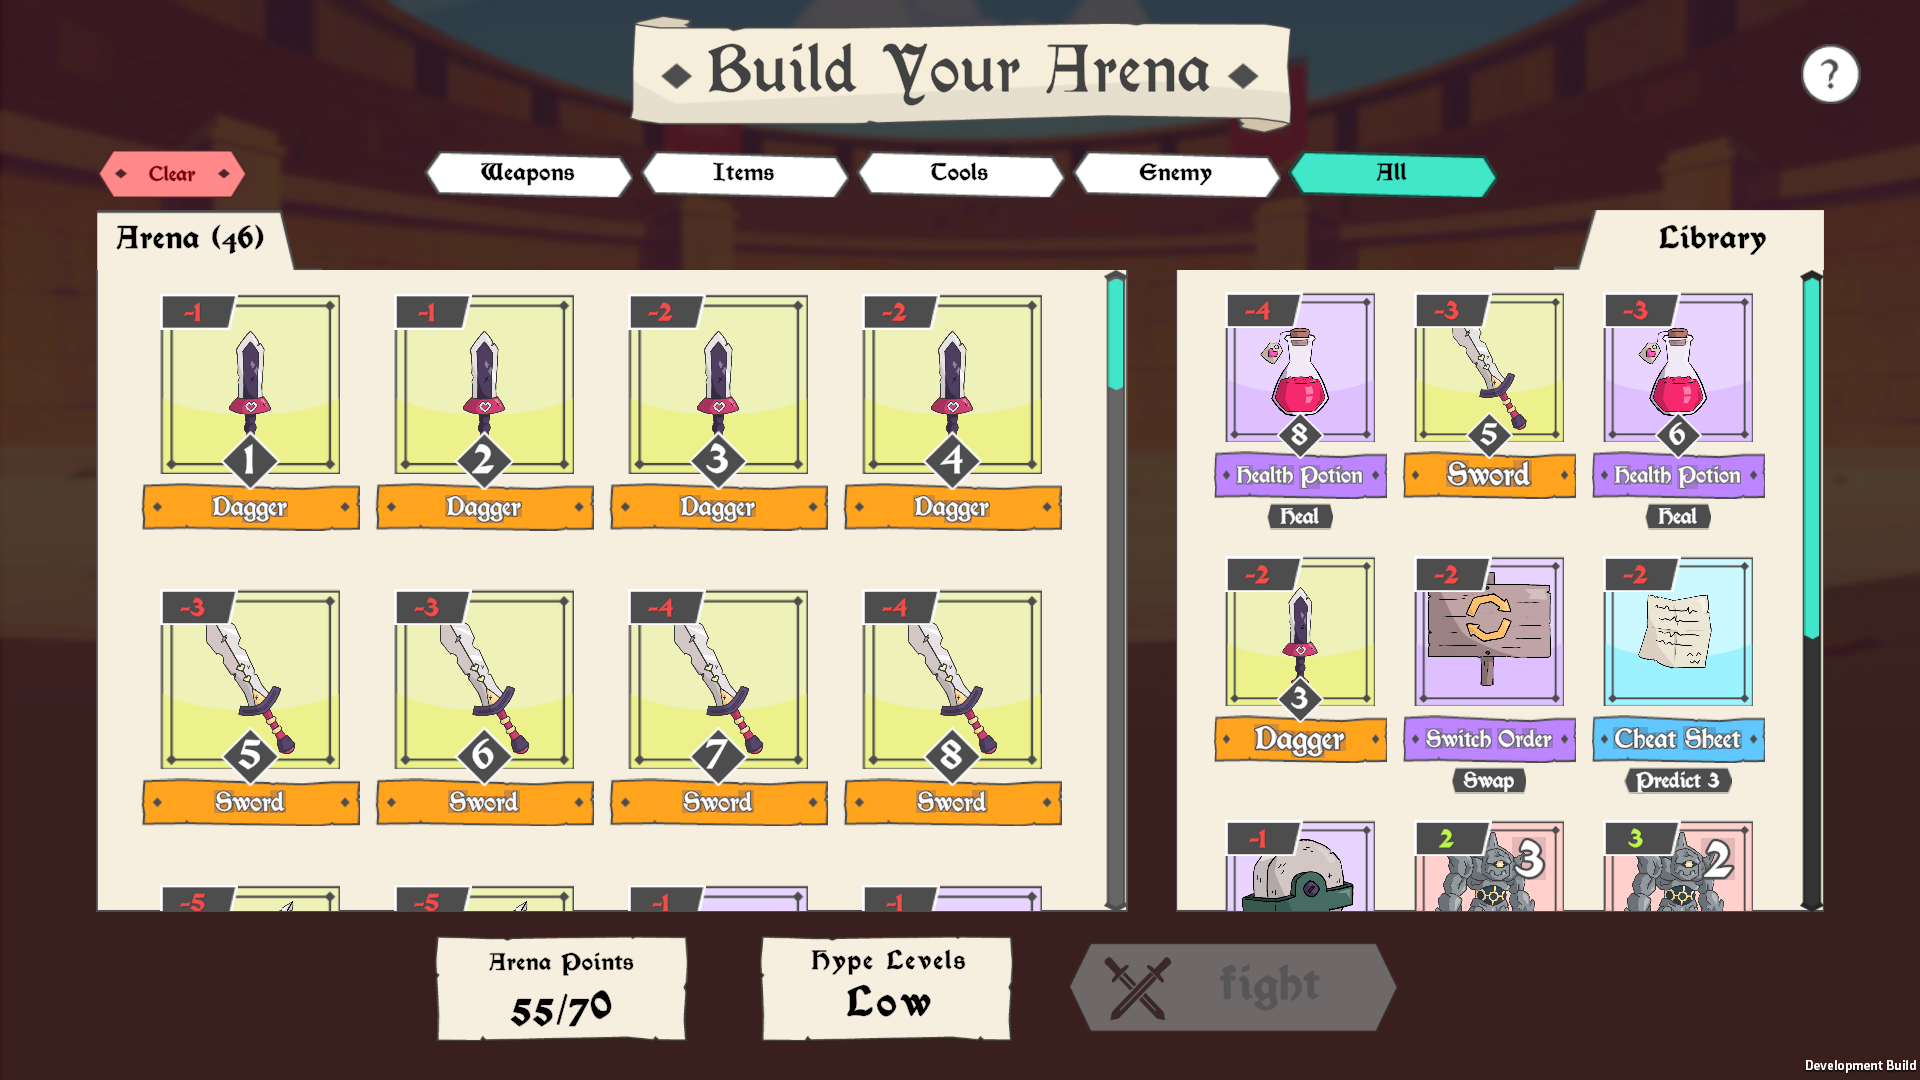 Build Your Arena
?
Clear
Weapons
Items
Tools
Enemy
All
Arena (46)
Library
-1
-1
-2
-2
1
2
3
4
Dagger
Dagger
Dagger
Dagger
-3
-3
-4
-4
5
6
7
8
Sword
Sword
Sword
Sword
-5
-5
-1
-1
-4
-3
-3
8
5
6
Health Potion
Sword
Health Potion
Heal
Heal
-2
-2
-2
3
Dagger
Switch Order
Cheat Sheet
Swap
Predict 3
-1
2
3
3
2
Arena Points
55/70
Hype Levels
Low
fight
Development Build